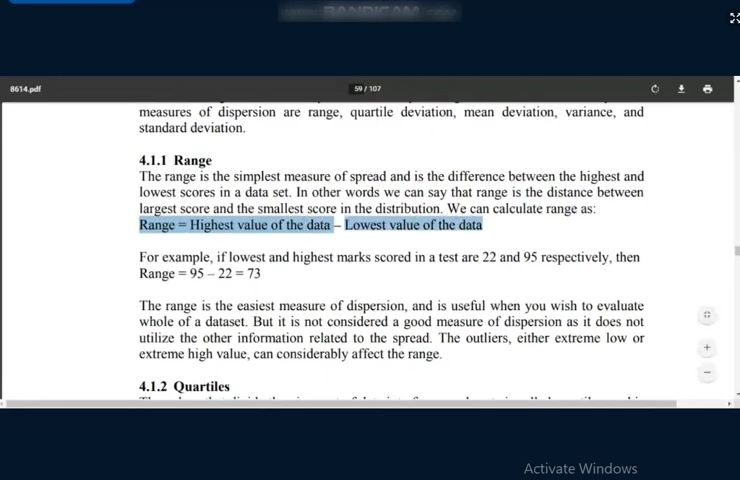 BANDICAM
8614.pdf
59 / 107
measures of dispersion are range, quartile deviation, mean deviation, variance, and
standard deviation.
4.1.1 Range
The range is the simplest measure of spread and is the difference between the highest and
lowest scores in a data set. In other words we can say that range is the distance between
largest score and the smallest score in the distribution. We can calculate range as:
Range = Highest value of the data – Lowest value of the data
For example, if lowest and highest marks scored in a test are 22 and 95 respectively, then
Range = 95 – 22 = 73
The range is the easiest measure of dispersion, and is useful when you wish to evaluate
whole of a dataset. But it is not considered a good measure of dispersion as it does not
utilize the other information related to the spread. The outliers, either extreme low or
extreme high value, can considerably affect the range.
4.1.2 Quartiles
Activate Windows